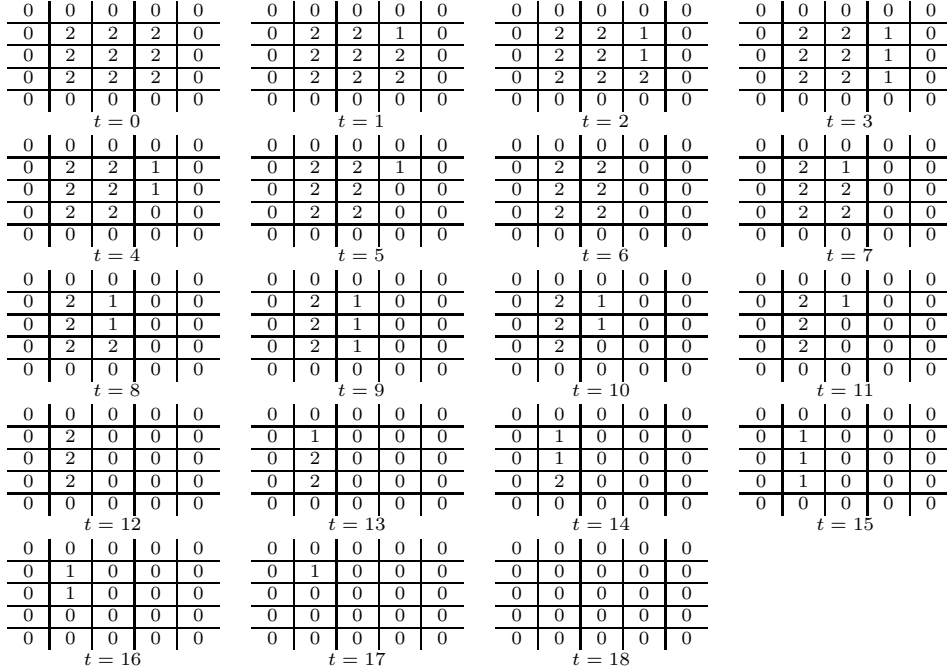 0 0 0 0 0 0 0 0 0 0 0 0 0 0 0 0 0 0 0 0
0 2 2 2 0 0 2 2 1 0 0 2 2 1 0 0 2 2 1 0
0 2 2 2 0 0 2 2 2 0 0 2 2 1 0 0 2 2 1 0
0 2 2 2 0 0 2 2 2 0 0 2 2 2 0 0 2 2 1 0
0 0 0 0 0 0 0 0 0 0 0 0 0 0 0 0 0 0 0 0
t = 0 t = 1 t = 2 t = 3
0 0 0 0 0 0 0 0 0 0 0 0 0 0 0 0 0 0 0 0
0 2 2 1 0 0 2 2 1 0 0 2 2 0 0 0 2 1 0 0
0 2 2 1 0 0 2 2 0 0 0 2 2 0 0 0 2 2 0 0
0 2 2 0 0 0 2 2 0 0 0 2 2 0 0 0 2 2 0 0
0 0 0 0 0 0 0 0 0 0 0 0 0 0 0 0 0 0 0 0
t = 4 t = 5 t = 6 t = 7
0 0 0 0 0 0 0 0 0 0 0 0 0 0 0 0 0 0 0 0
0 2 1 0 0 0 2 1 0 0 0 2 1 0 0 0 2 1 0 0
0 2 1 0 0 0 2 1 0 0 0 2 1 0 0 0 2 0 0 0
0 2 2 0 0 0 2 1 0 0 0 2 0 0 0 0 2 0 0 0
0 0 0 0 0 0 0 0 0 0 0 0 0 0 0 0 0 0 0 0
t = 8 t = 9 t = 10 t = 11
0 0 0 0 0 0 0 0 0 0 0 0 0 0 0 0 0 0 0 0
0 2 0 0 0 0 1 0 0 0 0 1 0 0 0 0 1 0 0 0
0 2 0 0 0 0 2 0 0 0 0 1 0 0 0 0 1 0 0 0
0 2 0 0 0 0 2 0 0 0 0 2 0 0 0 0 1 0 0 0
0 0 0 0 0 0 0 0 0 0 0 0 0 0 0 0 0 0 0 0
t = 12 t = 13 t = 14 t = 15
0 0 0 0 0 0 0 0 0 0 0 0 0 0 0
0 1 0 0 0 0 1 0 0 0 0 0 0 0 0
0 1 0 0 0 0 0 0 0 0 0 0 0 0 0
0 0 0 0 0 0 0 0 0 0 0 0 0 0 0
0 0 0 0 0 0 0 0 0 0 0 0 0 0 0
t = 16 t = 17 t = 18